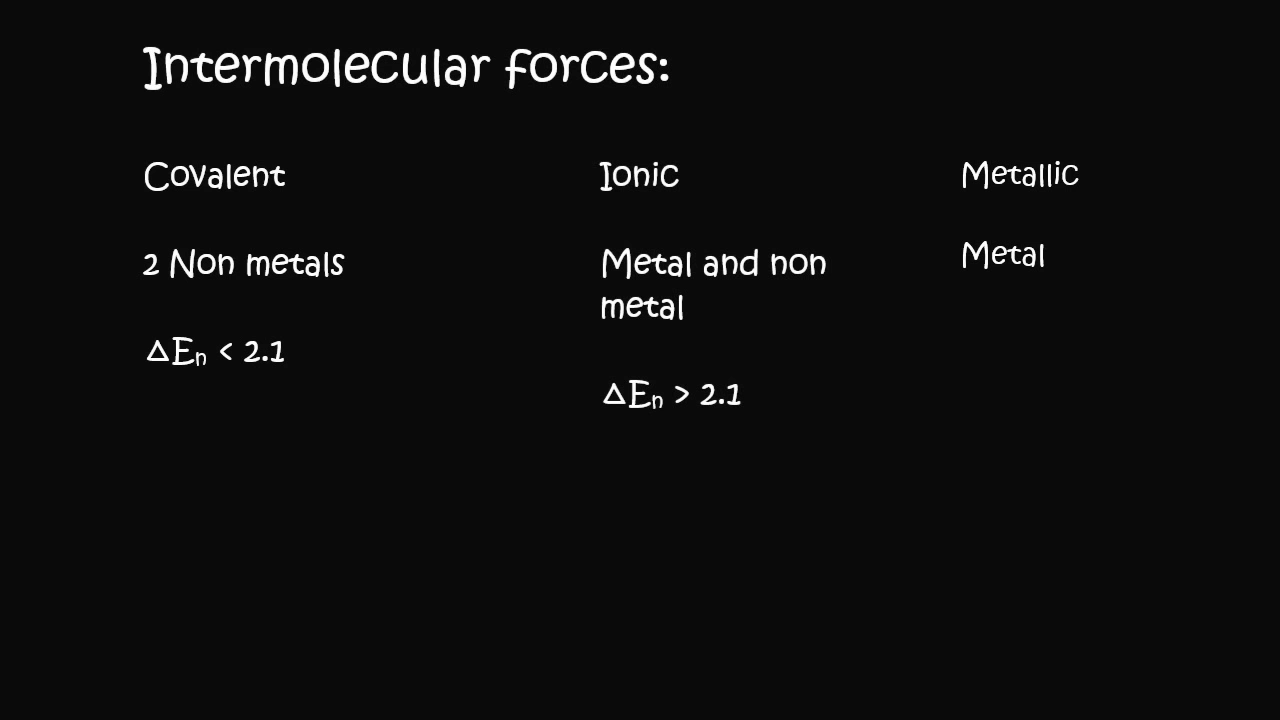 Intermolecular forces:
Covalent
2 Non metals
ΔEₙ < 2.1
Ionic
Metal and non
metal
ΔEₙ > 2.1
Metallic
Metal